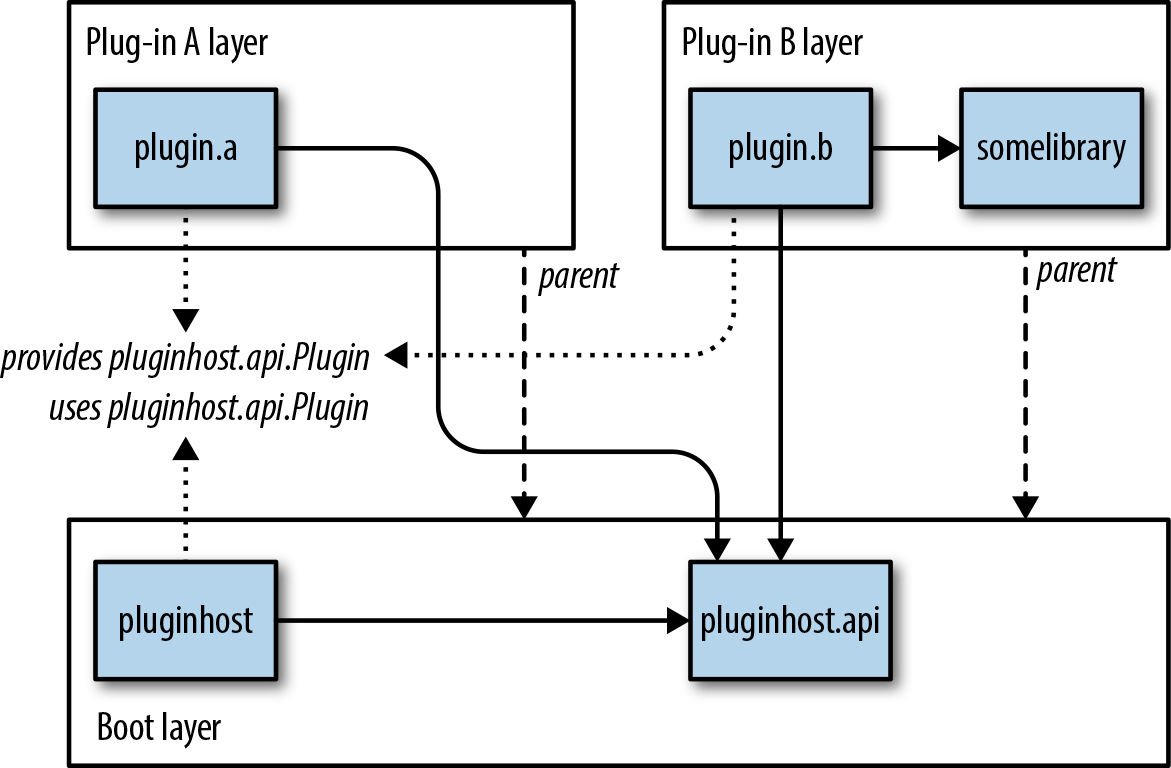 Plug-in A layer
Plug-in B layer
plugin.a
plugin.b
somelibrary
parent
parent
provides pluginhost.api.Plugin
uses pluginhost.api.Plugin
pluginhost
pluginhost.api
Boot layer